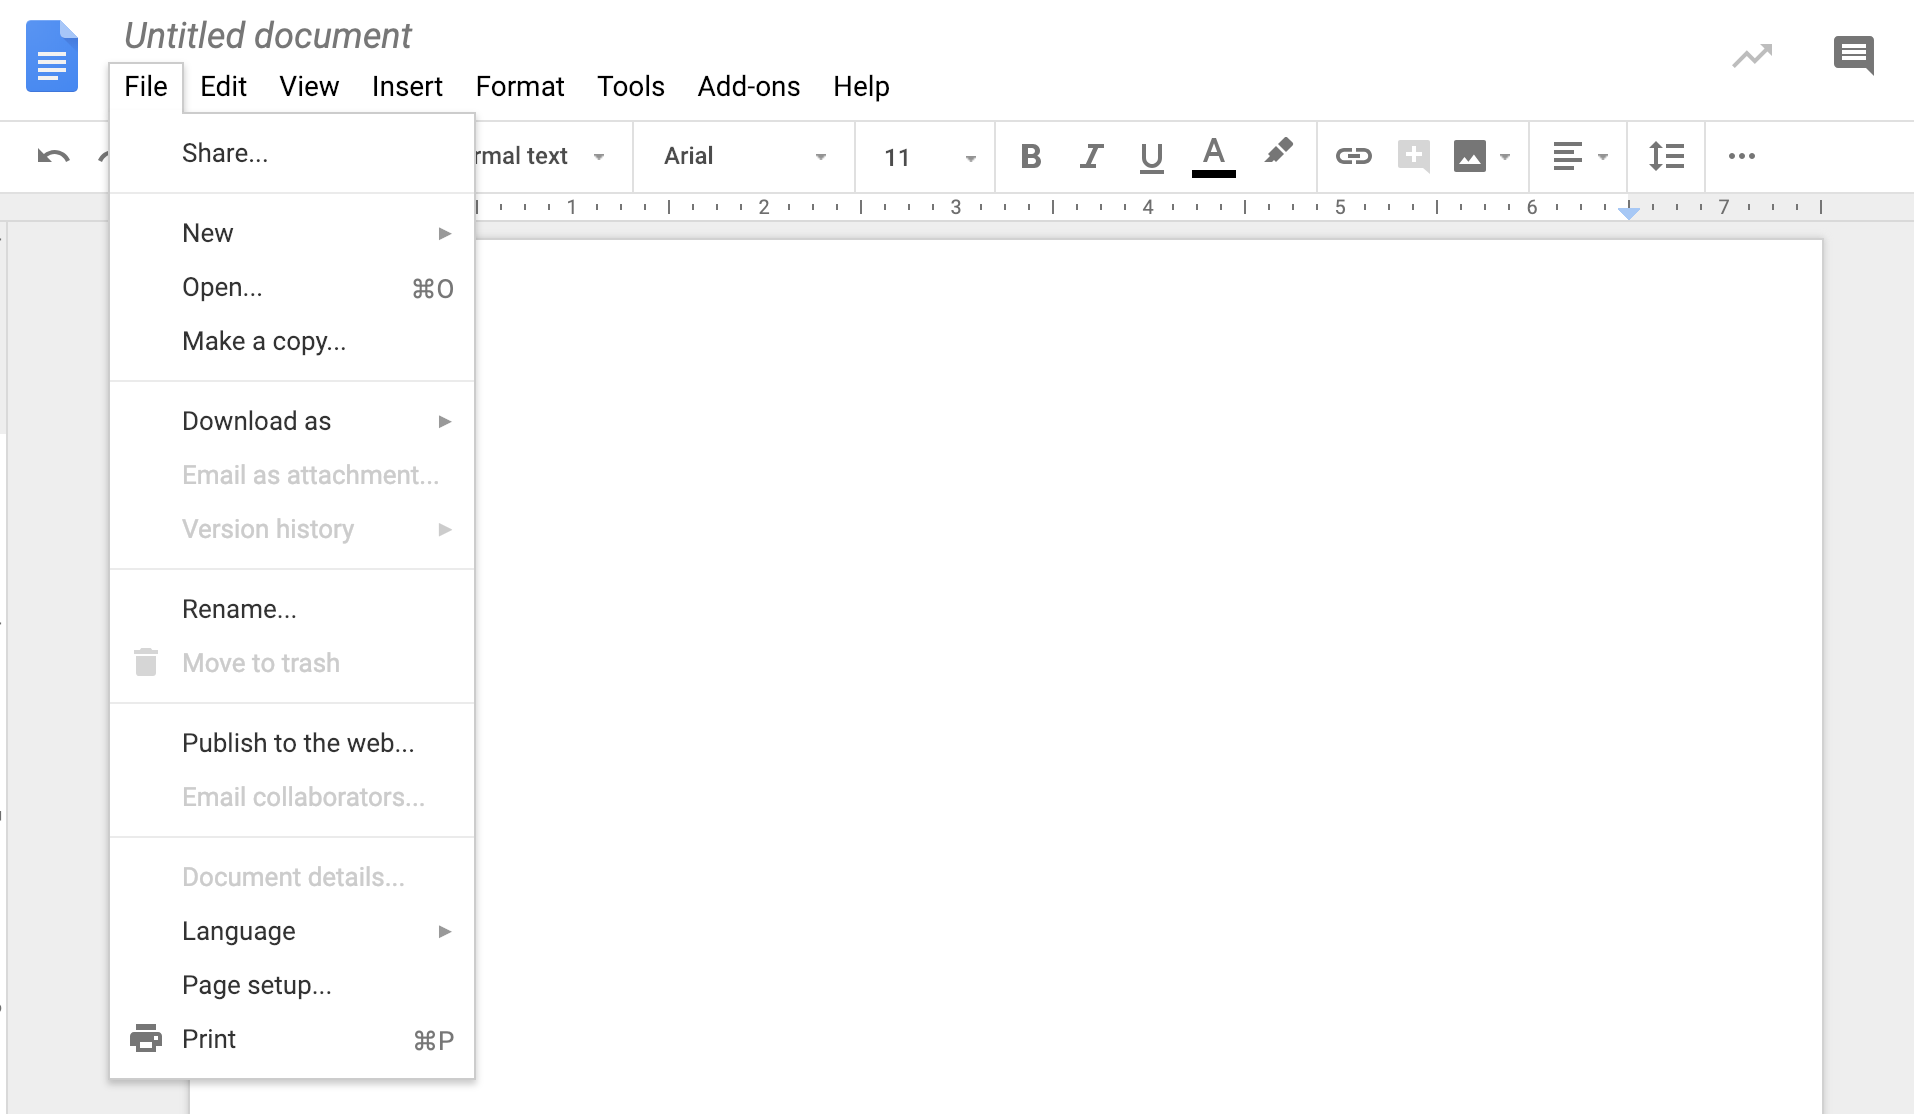 Untitled document
File Edit View Insert Format Tools Add-ons Help
rmal text Arial 11 B I U A
1 2 3 4 5 6 7
Share...
New
Open... ⌘O
Make a copy...
Download as
Email as attachment...
Version history
Rename...
Move to trash
Publish to the web...
Email collaborators...
Document details...
Language
Page setup...
Print ⌘P